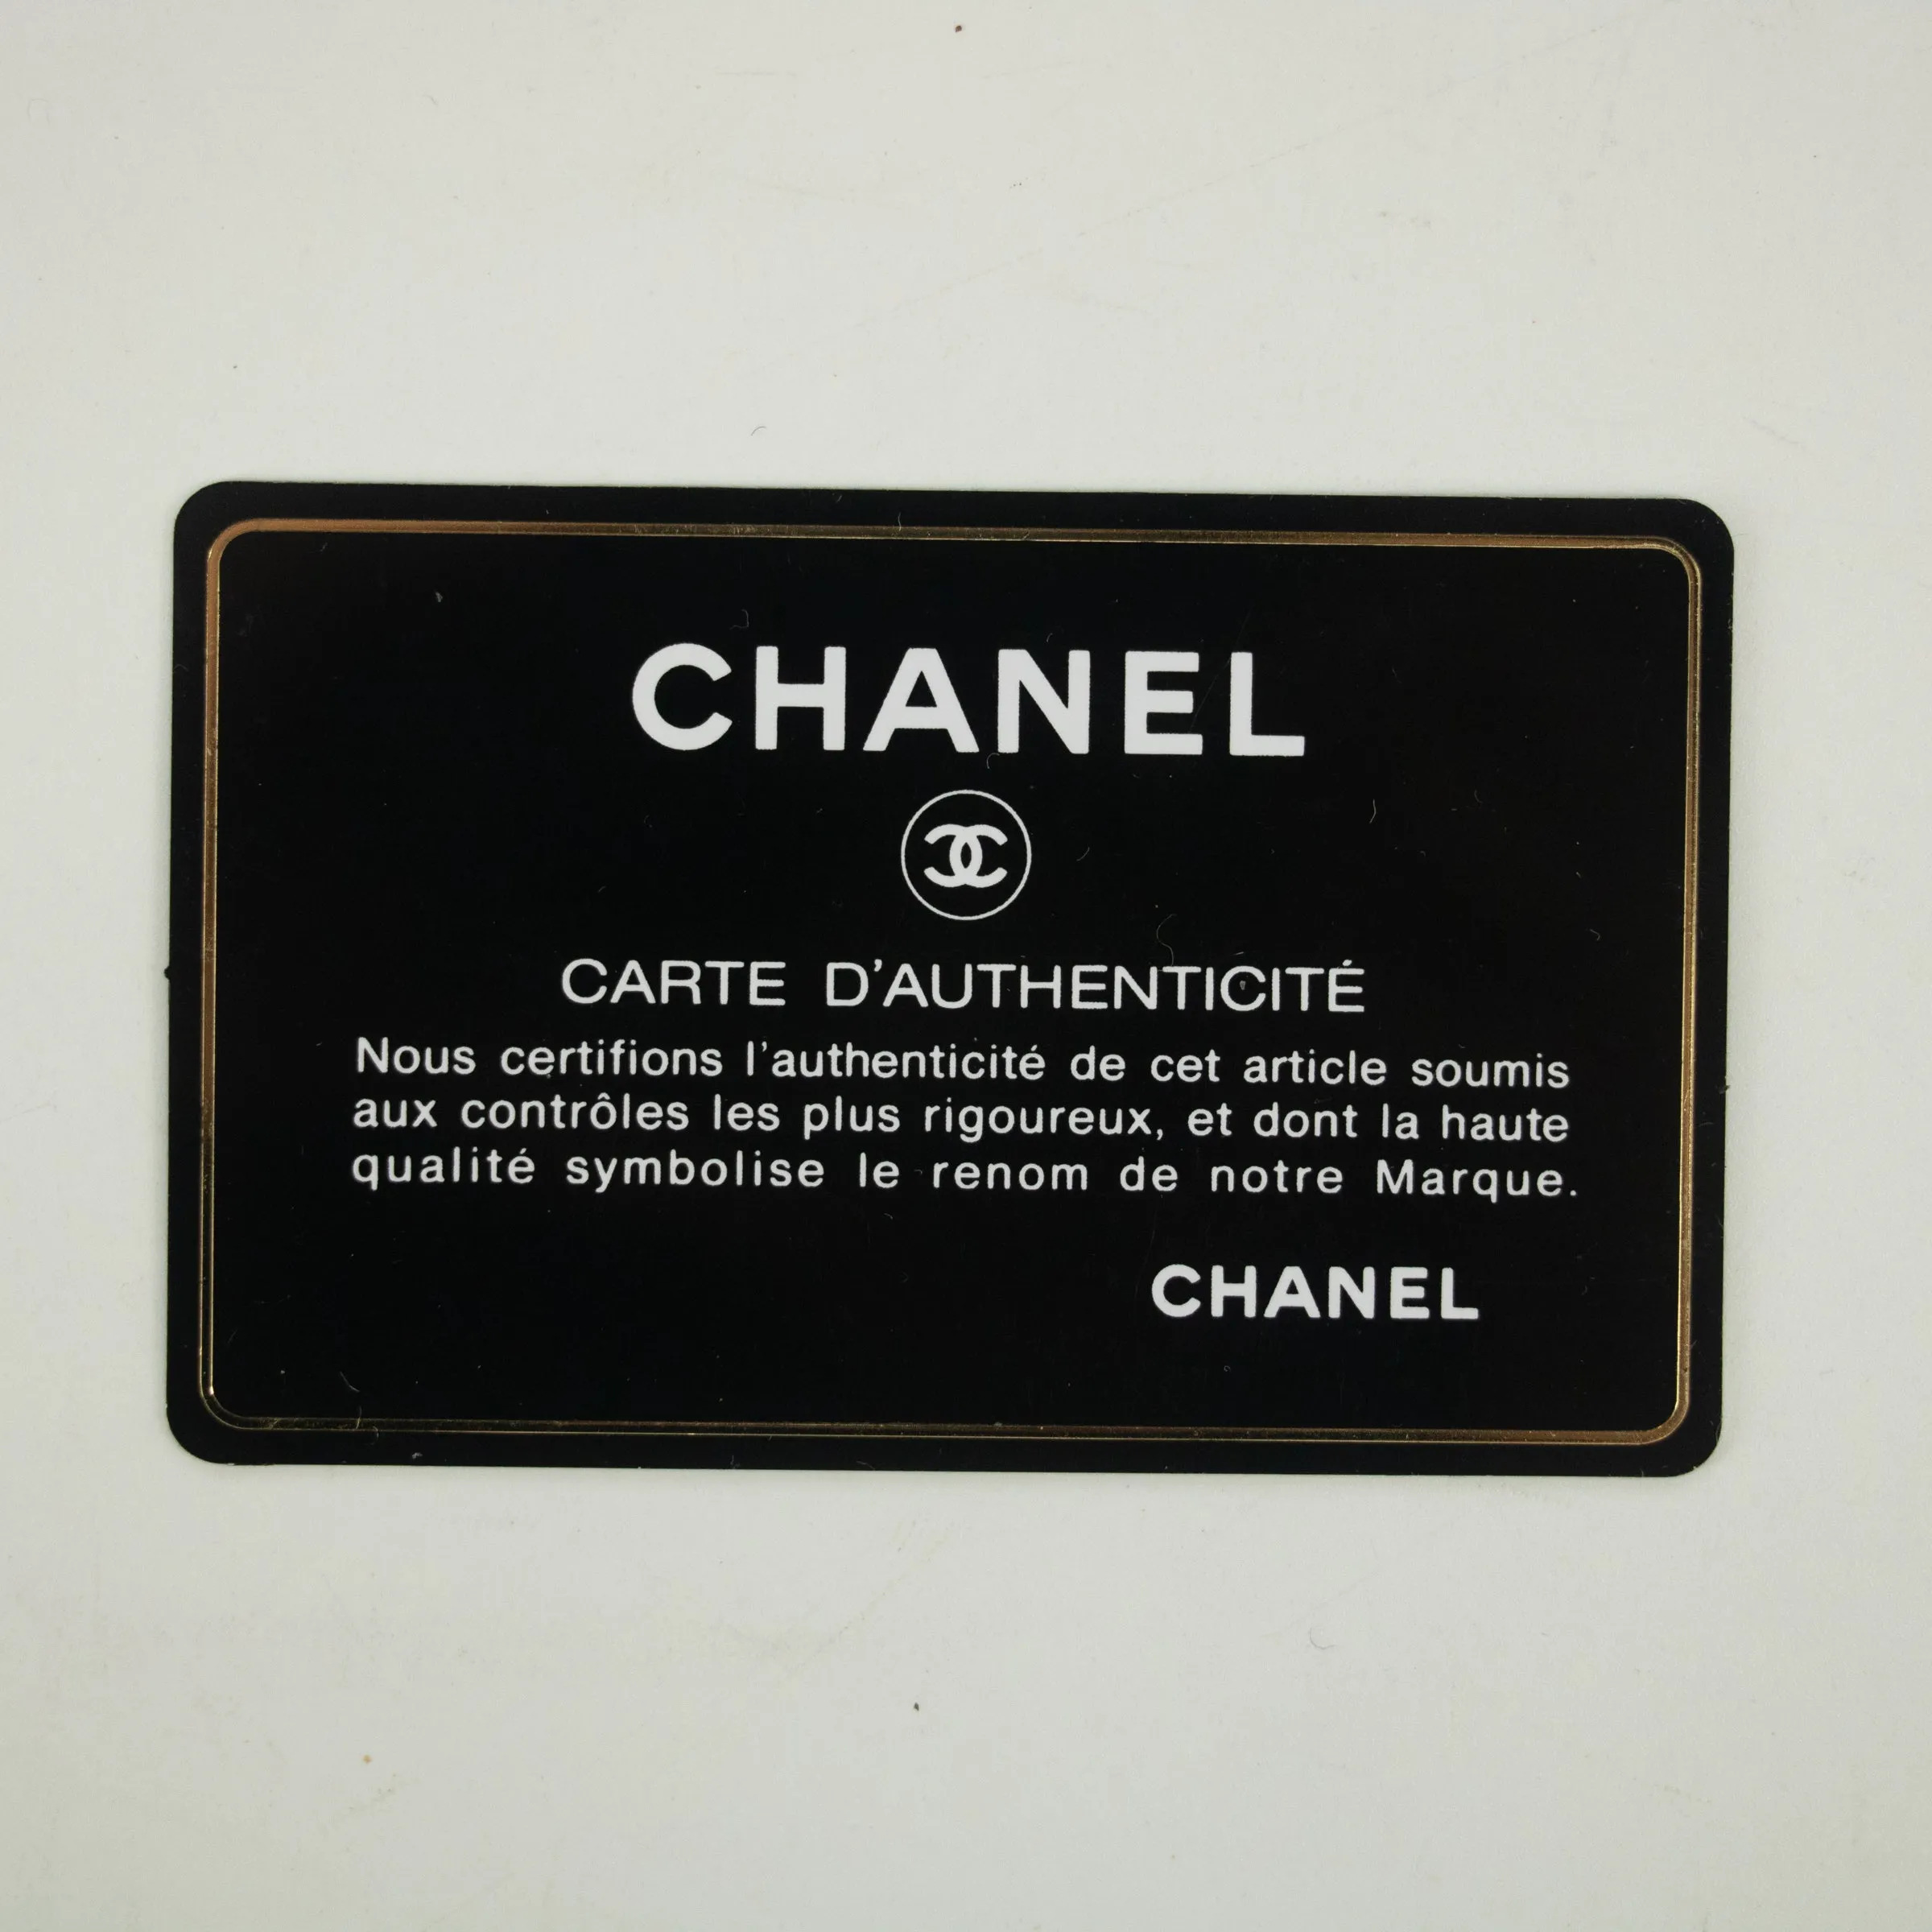 CHANEL
CARTE D'AUTHENTICITÉ
Nous certifions l'authenticité de cet article soumis
aux contrôles les plus rigoureux, et dont la haute
qualité symbolise le renom de notre Marque.
CHANEL